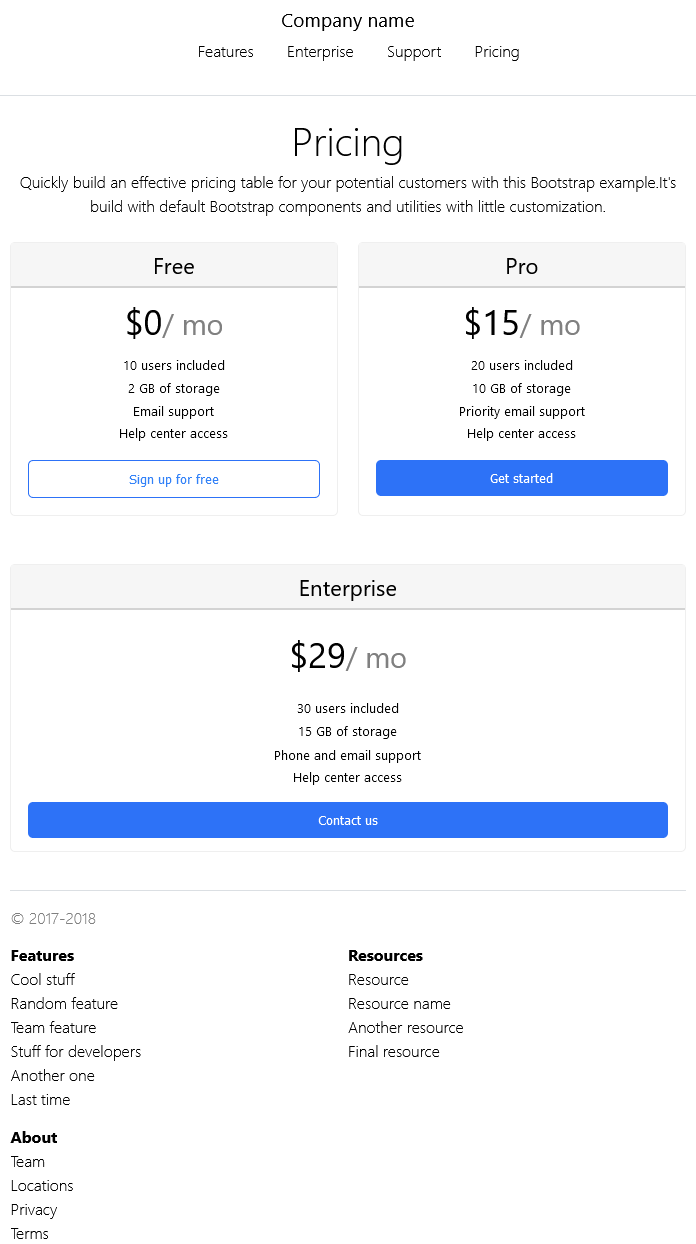 Company name
Features Enterprise Support Pricing
Pricing
Quickly build an effective pricing table for your potential customers with this Bootstrap example.It's
build with default Bootstrap components and utilities with little customization.
Free
$0/ mo
10 users included
2 GB of storage
Email support
Help center access
Sign up for free
Pro
$15/ mo
20 users included
10 GB of storage
Priority email support
Help center access
Get started
Enterprise
$29/ mo
30 users included
15 GB of storage
Phone and email support
Help center access
Contact us
© 2017-2018
Features
Cool stuff
Random feature
Team feature
Stuff for developers
Another one
Last time
Resources
Resource
Resource name
Another resource
Final resource
About
Team
Locations
Privacy
Terms